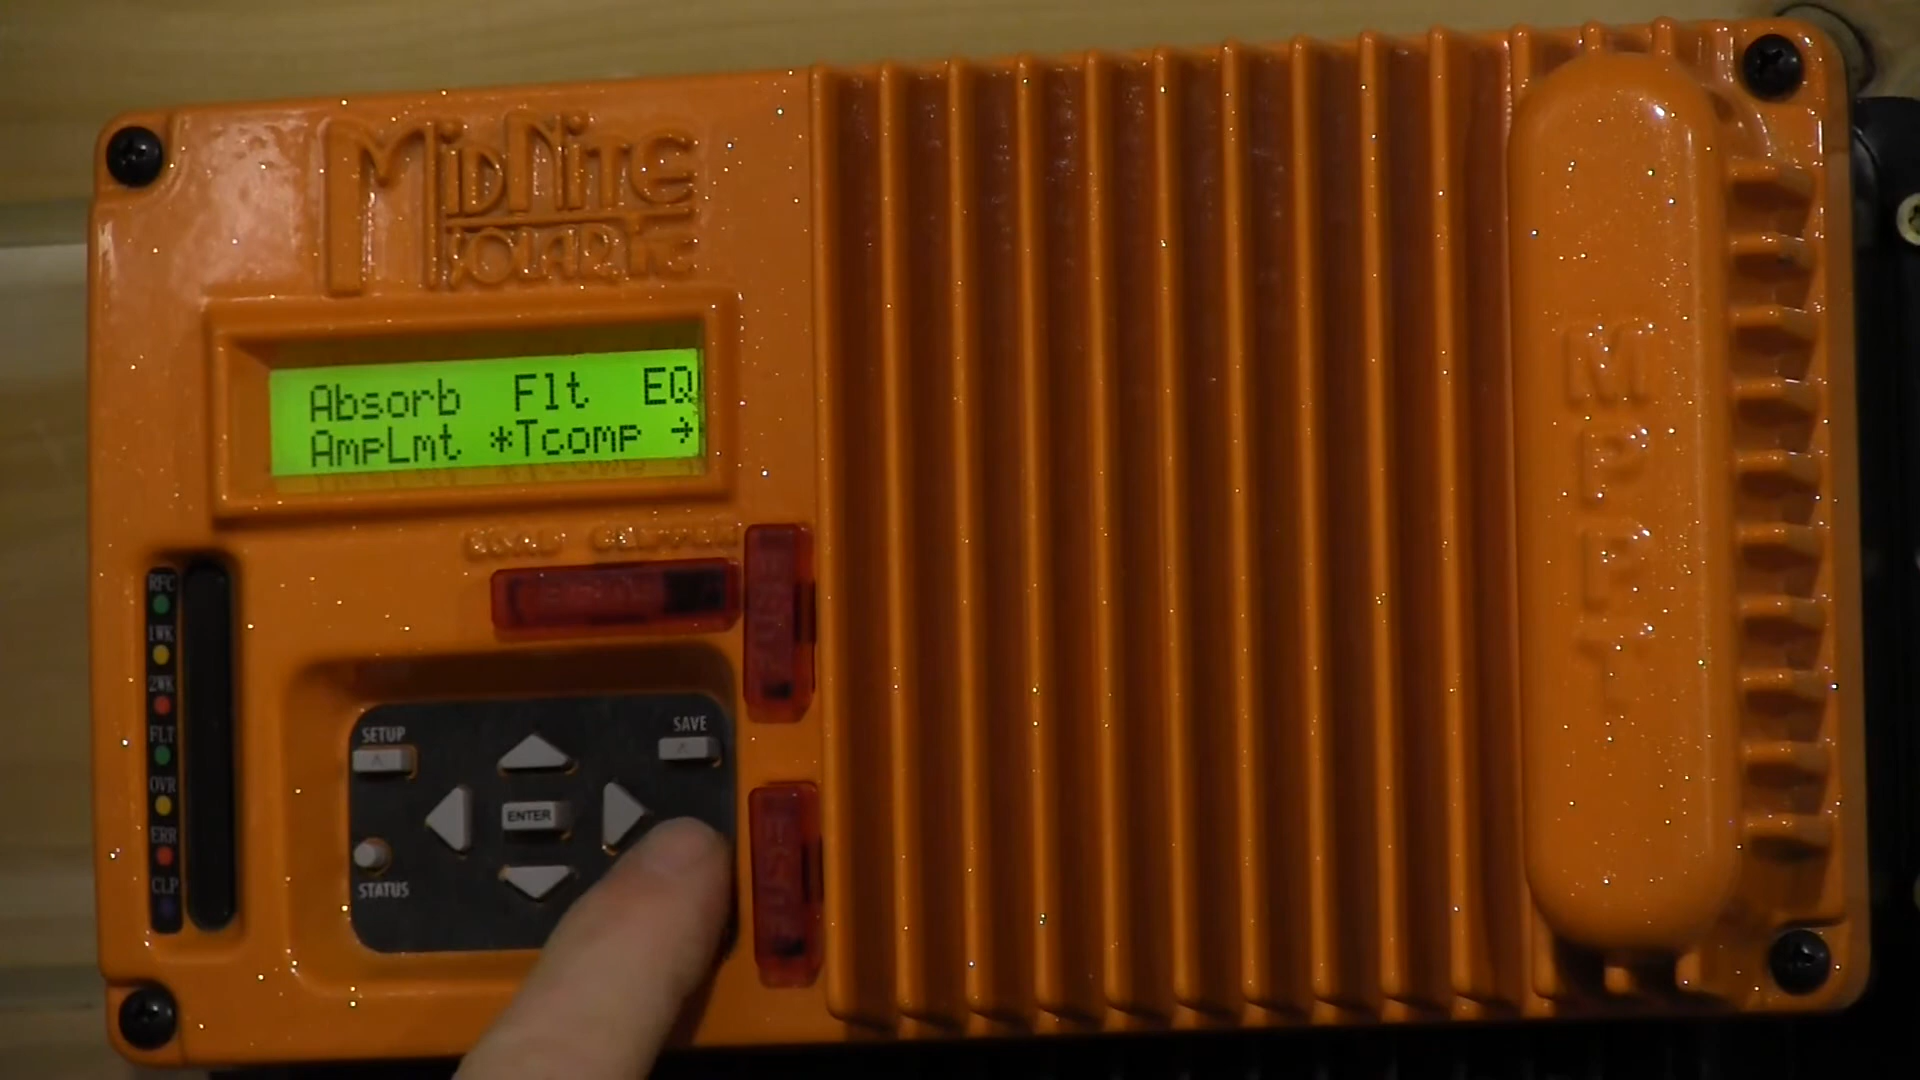 MidNite
SOLAR Inc
Absorb Flt EQ
AmpLmt *Tcomp →
RFC
1WK
2WK
FLT
OVR
ERR
CLP
SETUP
SAVE
ENTER
STATUS
MPPT